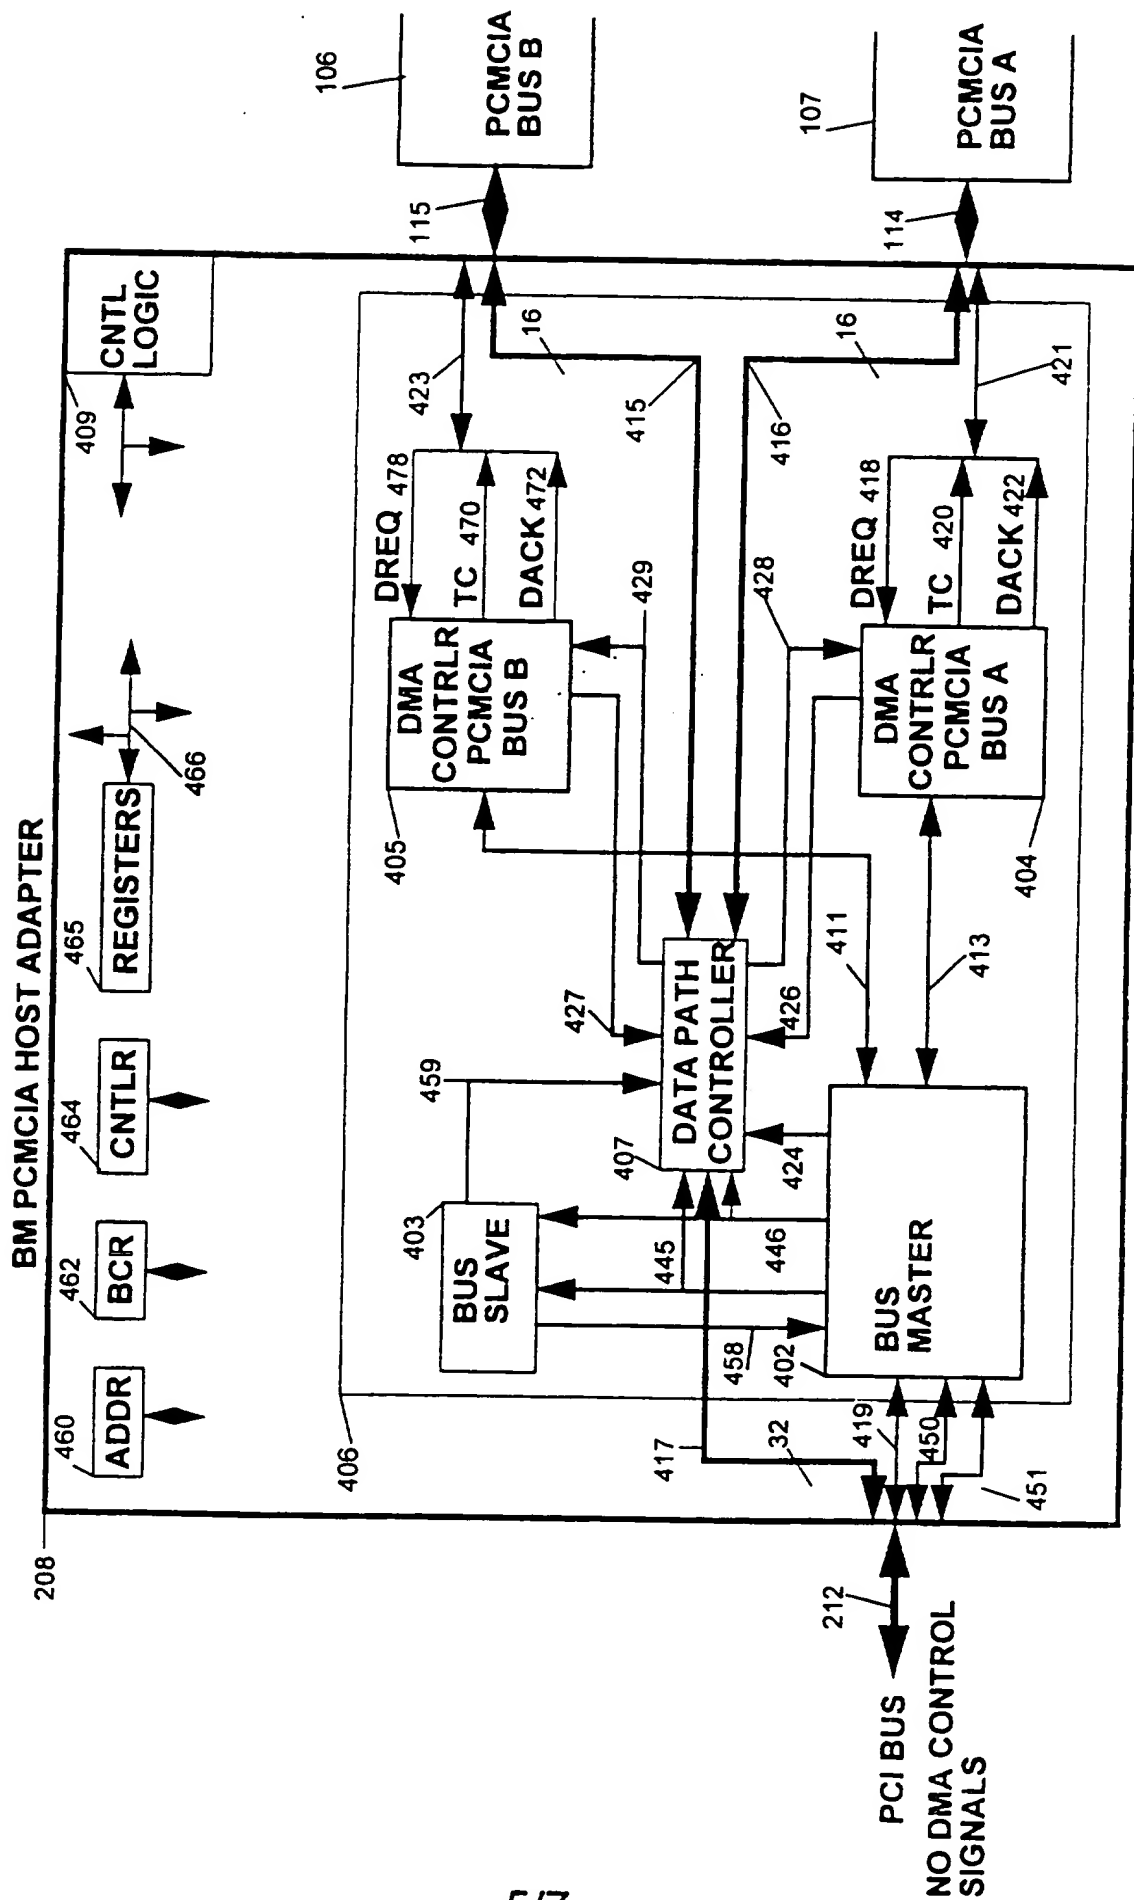 BM PCMCIA HOST ADAPTER
208
460
ADDR
462
BCR
464
CNTLR
465
REGISTERS
466
409
CNTL
LOGIC
406
403
BUS
SLAVE
459
427
405
DMA
CONTRLR
PCMCIA
BUS B
DREQ
478
TC
470
DACK
472
423
115
106
PCMCIA
BUS B
429
16
415
407
DATA PATH
CONTROLLER
445
446
424
426
428
416
16
417
32
458
402
BUS
MASTER
411
413
404
DMA
CONTRLR
PCMCIA
BUS A
DREQ
418
TC
420
DACK
422
421
114
107
PCMCIA
BUS A
419
450
451
212
PCI BUS
NO DMA CONTROL
SIGNALS
5/7